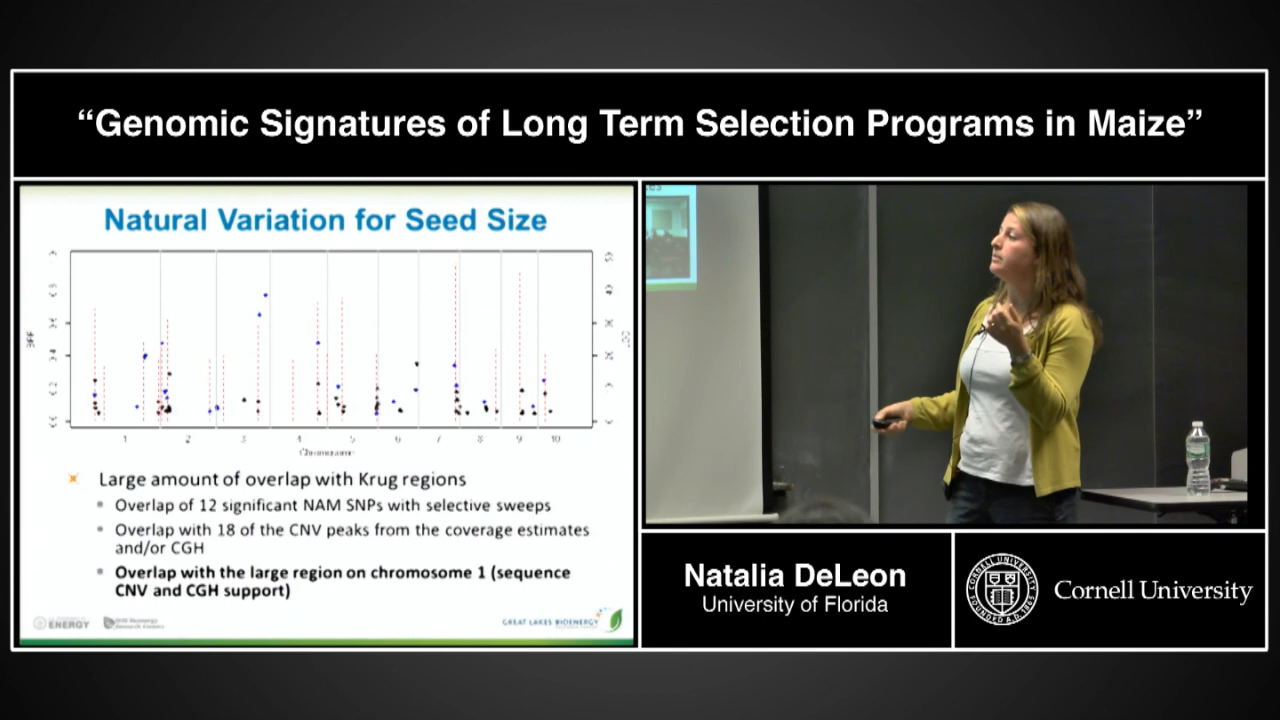 “Genomic Signatures of Long Term Selection Programs in Maize”
Natural Variation for Seed Size
1 2 3 4 5 6 7 8 9 10
Large amount of overlap with Krug regions
Overlap of 12 significant NAM SNPs with selective sweeps
Overlap with 18 of the CNV peaks from the coverage estimates
and/or CGH
Overlap with the large region on chromosome 1 (sequence
CNV and CGH support)
ENERGY
GREAT LAKES BIOENERGY
Natalia DeLeon
University of Florida
Cornell University